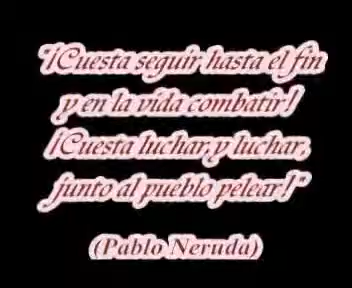 "¡Cuesta seguir hasta el fin
y en la vida combatir!
¡Cuesta luchar y luchar,
junto al pueblo pelear!"
(Pablo Neruda)